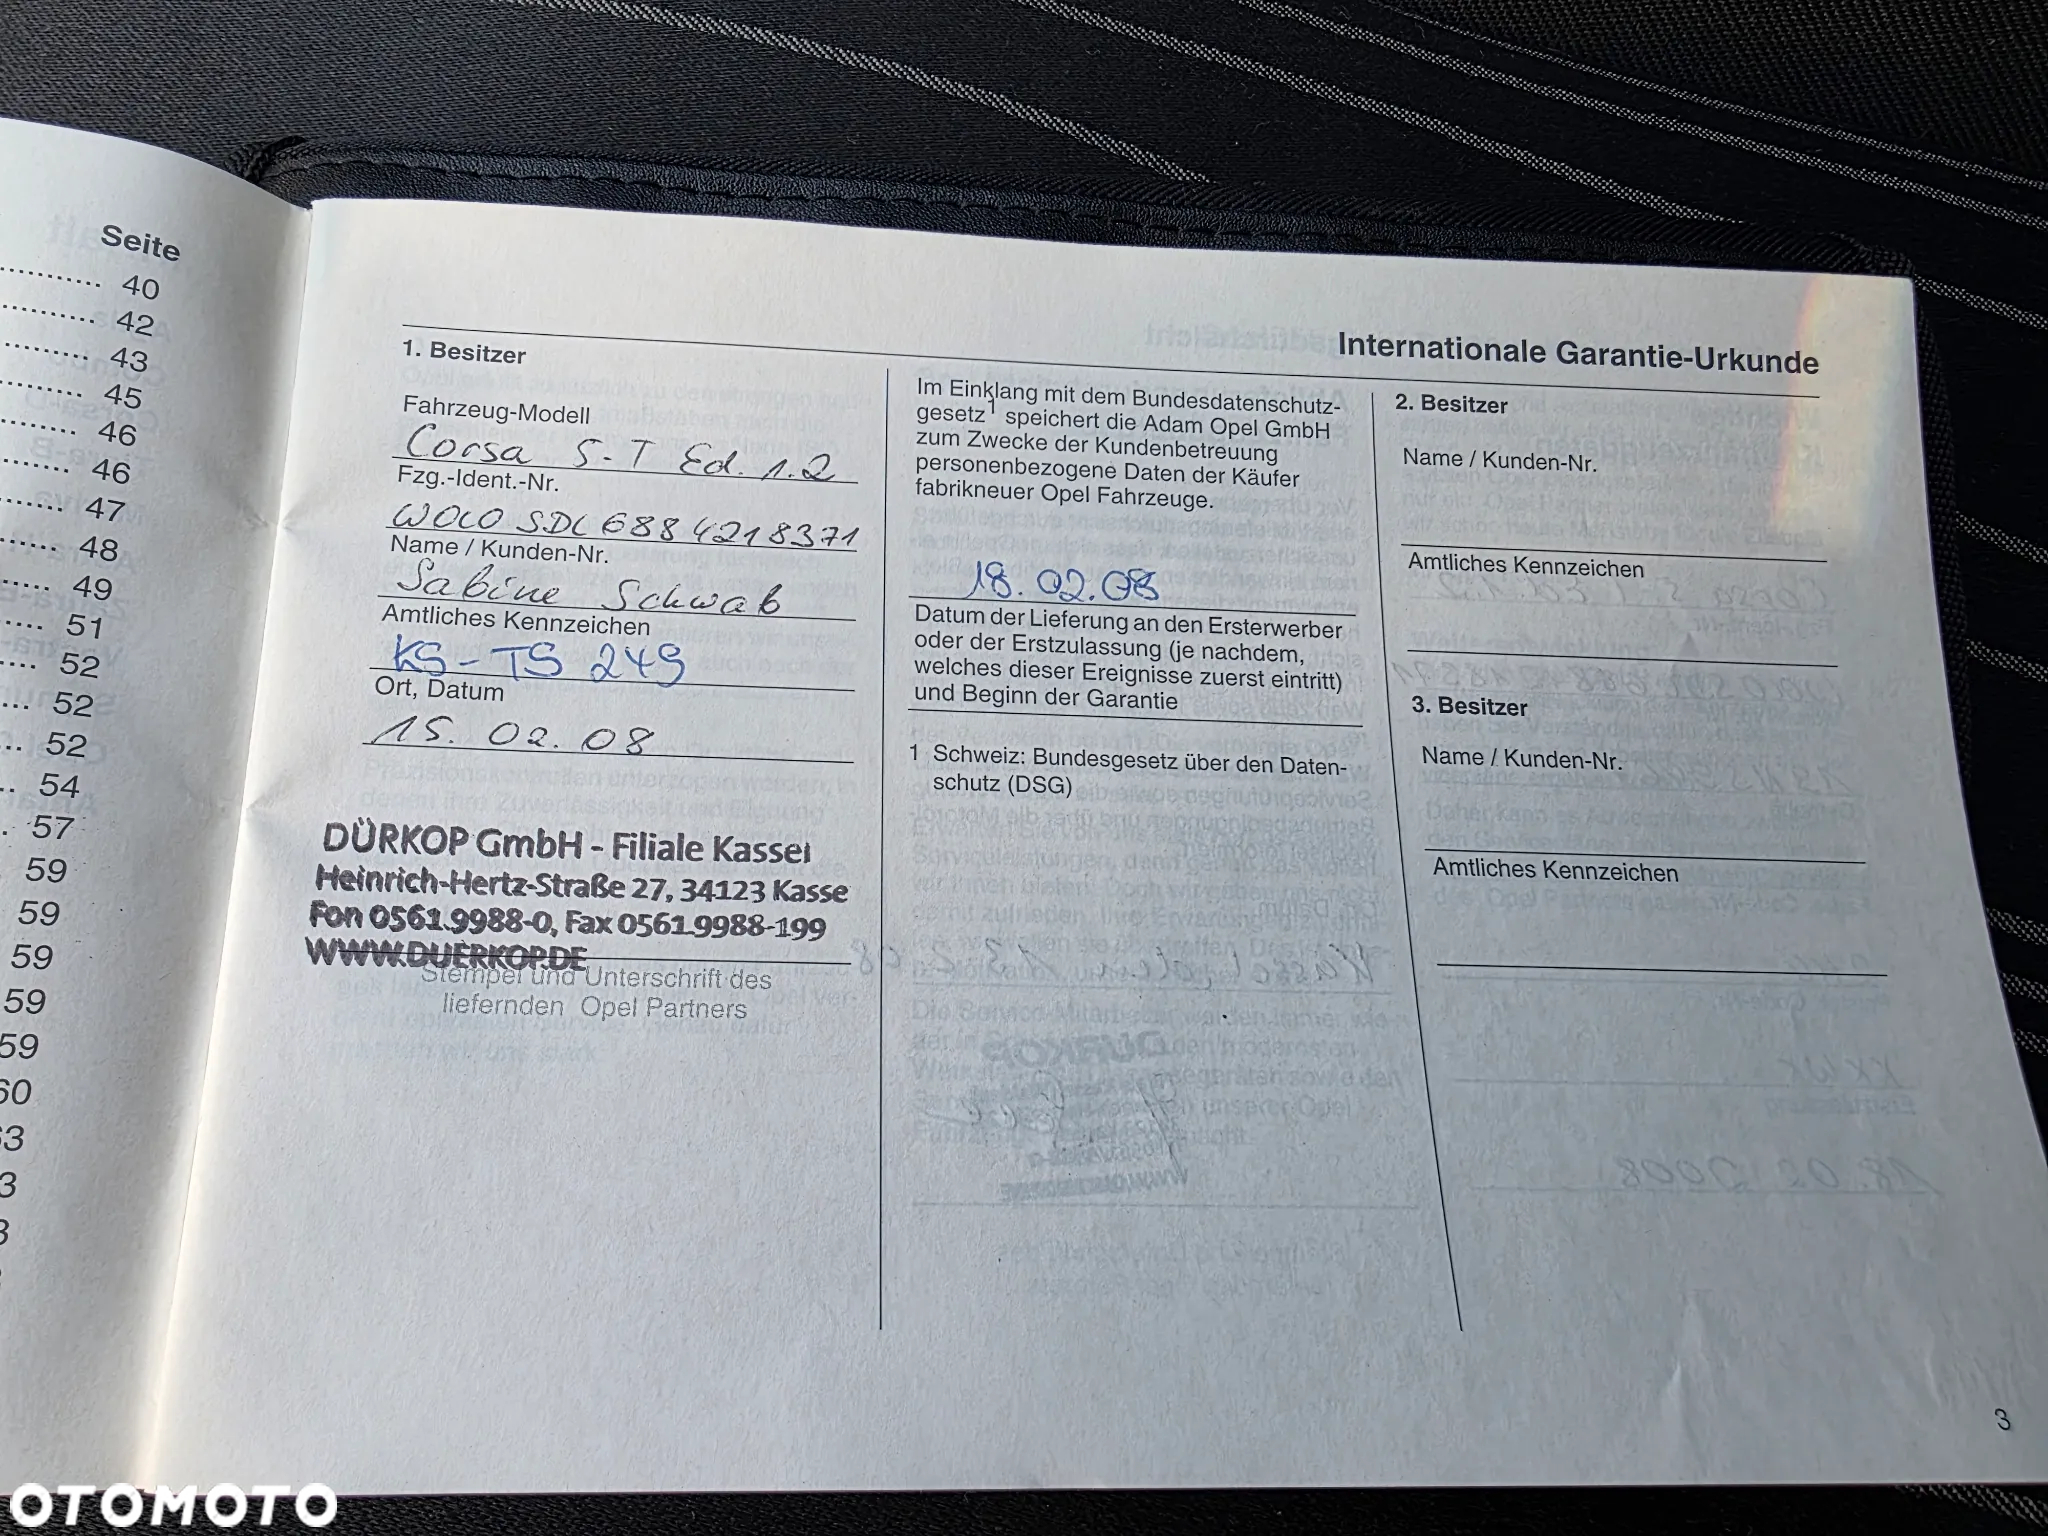 Seite
40
42
43
45
46
46
47
48
49
51
52
52
52
54
57
59
59
59
59
59
60
63
3
3
Internationale Garantie-Urkunde
1. Besitzer
Fahrzeug-Modell
Corsa S-T Ed. 1.2
Fzg.-Ident.-Nr.
W0L0SDL6884218371
Name / Kunden-Nr.
Sabine Schwab
Amtliches Kennzeichen
KS-TS 249
Ort, Datum
15. 02. 08
DÜRKOP GmbH - Filiale Kassel
Heinrich-Hertz-Straße 27, 34123 Kasse
Fon 0561.9988-0, Fax 0561.9988-199
WWW.DUERKOP.DE
Stempel und Unterschrift des
liefernden Opel Partners
Im Einklang mit dem Bundesdatenschutz-
gesetz1 speichert die Adam Opel GmbH
zum Zwecke der Kundenbetreuung
personenbezogene Daten der Käufer
fabrikneuer Opel Fahrzeuge.
18.02.08
Datum der Lieferung an den Ersterwerber
oder der Erstzulassung (je nachdem,
welches dieser Ereignisse zuerst eintritt)
und Beginn der Garantie
1 Schweiz: Bundesgesetz über den Daten-
schutz (DSG)
2. Besitzer
Name / Kunden-Nr.
Amtliches Kennzeichen
3. Besitzer
Name / Kunden-Nr.
Amtliches Kennzeichen
3
OTOMOTO